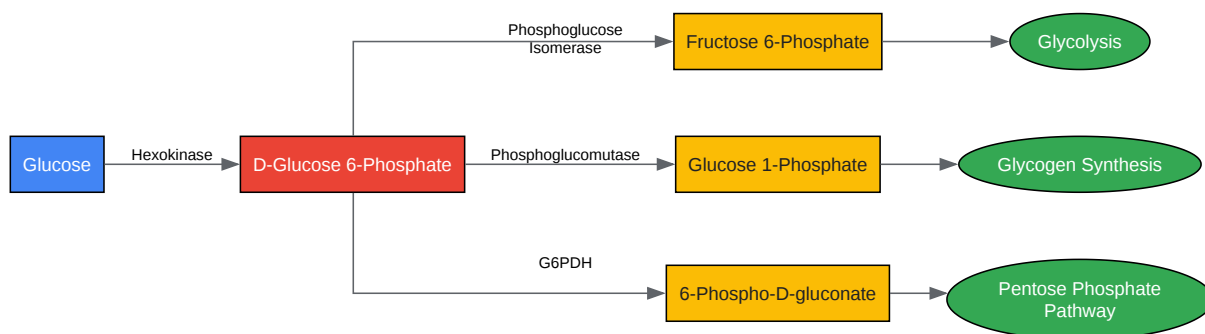 Phosphoglucose
Isomerase
Fructose 6-Phosphate
Glycolysis
Glucose
Hexokinase
D-Glucose 6-Phosphate
Phosphoglucomutase
Glucose 1-Phosphate
Glycogen Synthesis
G6PDH
6-Phospho-D-gluconate
Pentose Phosphate
Pathway